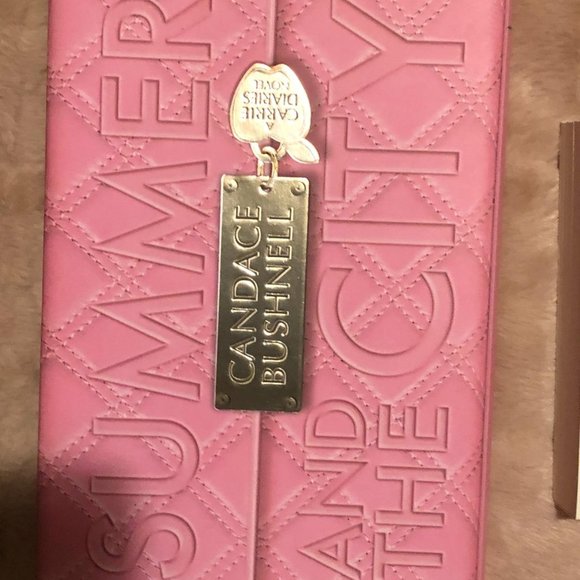 SUMMER
A
CARRIE
DIARIES
NOVEL
CANDACE
BUSHNELL
AND
THE CITY